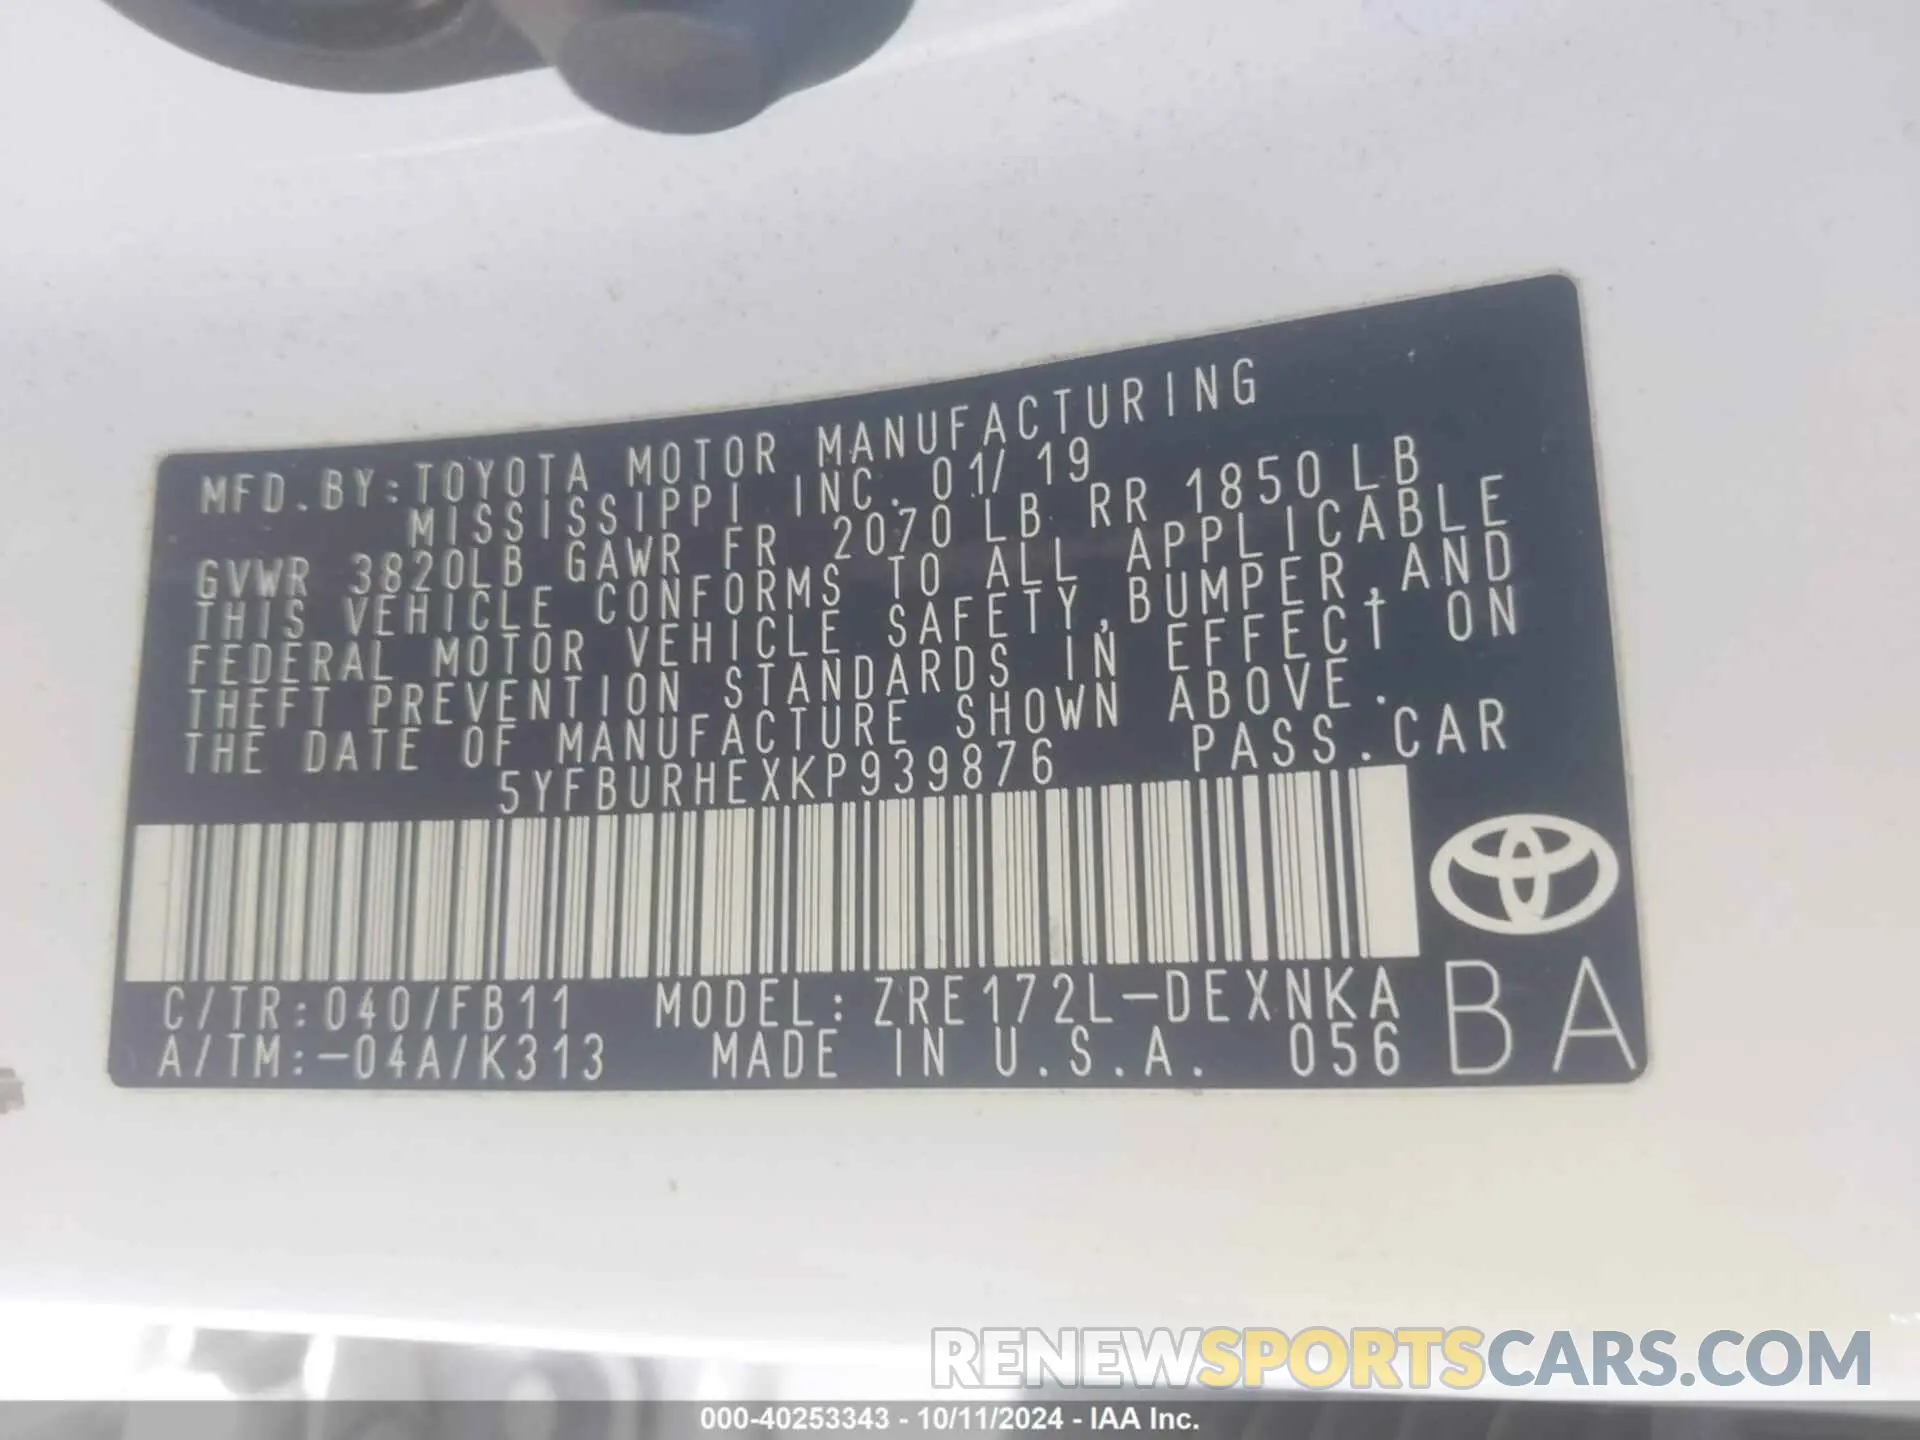 MFD.BY:TOYOTA MOTOR MANUFACTURING
MISSISSIPPI INC. 01/19
GVWR 3820LB GAWR FR 2070 LB RR 1850 LB
THIS VEHICLE CONFORMS TO ALL APPLICABLE
FEDERAL MOTOR VEHICLE SAFETY,BUMPER,AND
THEFT PREVENTION STANDARDS IN EFFECT ON
THE DATE OF MANUFACTURE SHOWN ABOVE.
5YFBURHEXKP939876 PASS.CAR
C/TR:040/FB11 MODEL:ZRE172L-DEXNKA
A/TM:-04A/K313 MADE IN U.S.A. 056
BA
RENEWSPORTSCARS.COM
000-40253343 - 10/11/2024 - IAA Inc.